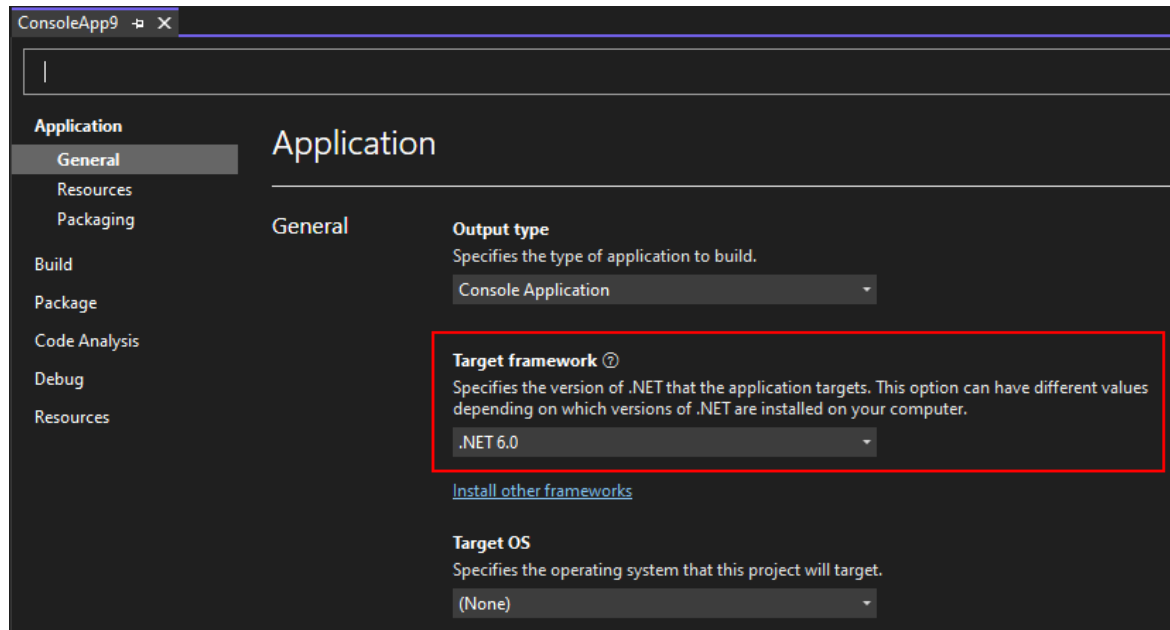 ConsoleApp9
Application
General
Resources
Packaging
Build
Package
Code Analysis
Debug
Resources
Application
General
Output type
Specifies the type of application to build.
Console Application
Target framework
Specifies the version of .NET that the application targets. This option can have different values
depending on which versions of .NET are installed on your computer.
.NET 6.0
Install other frameworks
Target OS
Specifies the operating system that this project will target.
(None)